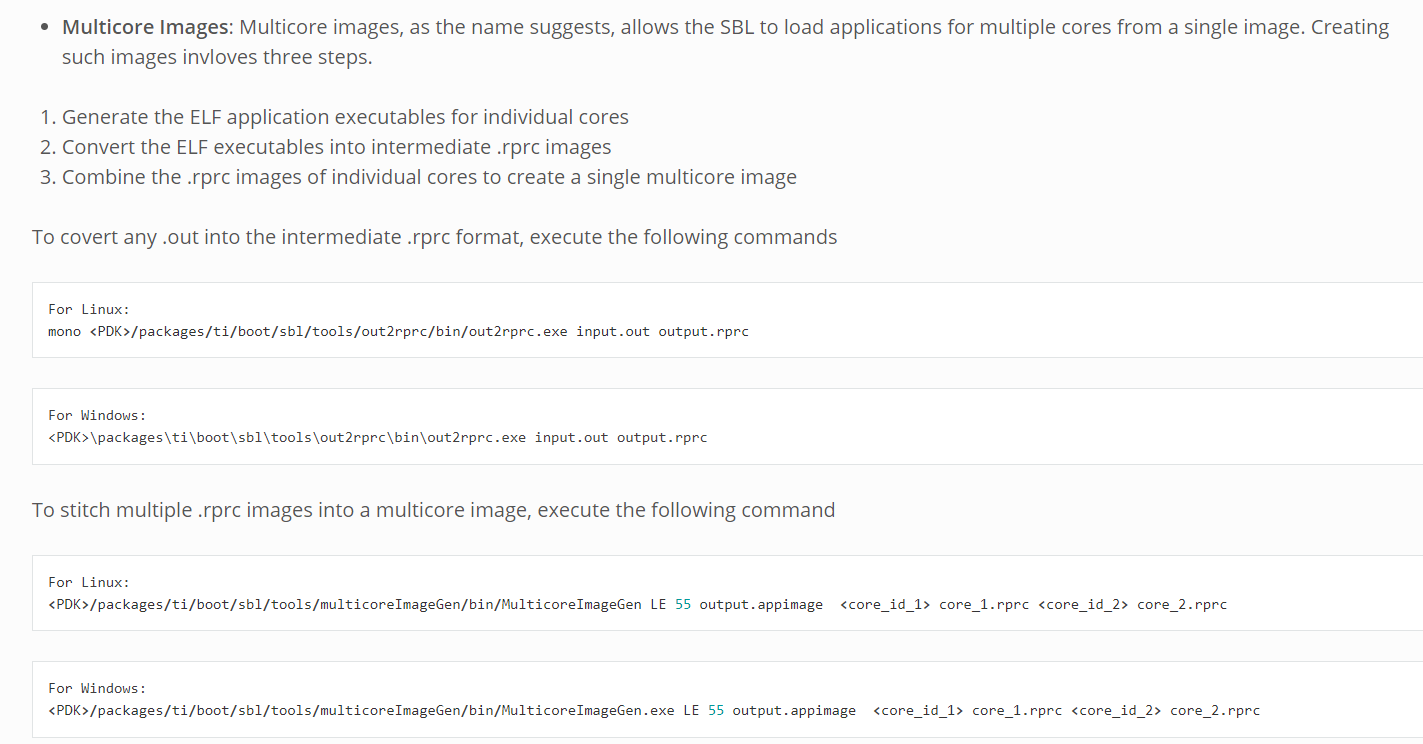 • Multicore Images: Multicore images, as the name suggests, allows the SBL to load applications for multiple cores from a single image. Creating
such images invloves three steps.
1. Generate the ELF application executables for individual cores
2. Convert the ELF executables into intermediate .rprc images
3. Combine the .rprc images of individual cores to create a single multicore image
To covert any .out into the intermediate .rprc format, execute the following commands
For Linux:
mono <PDK>/packages/ti/boot/sbl/tools/out2rprc/bin/out2rprc.exe input.out output.rprc
For Windows:
<PDK>\packages\ti\boot\sbl\tools\out2rprc\bin\out2rprc.exe input.out output.rprc
To stitch multiple .rprc images into a multicore image, execute the following command
For Linux:
<PDK>/packages/ti/boot/sbl/tools/multicoreImageGen/bin/MulticoreImageGen LE 55 output.appimage  <core_id_1> core_1.rprc <core_id_2> core_2.rprc
For Windows:
<PDK>/packages/ti/boot/sbl/tools/multicoreImageGen/bin/MulticoreImageGen.exe LE 55 output.appimage  <core_id_1> core_1.rprc <core_id_2> core_2.rprc